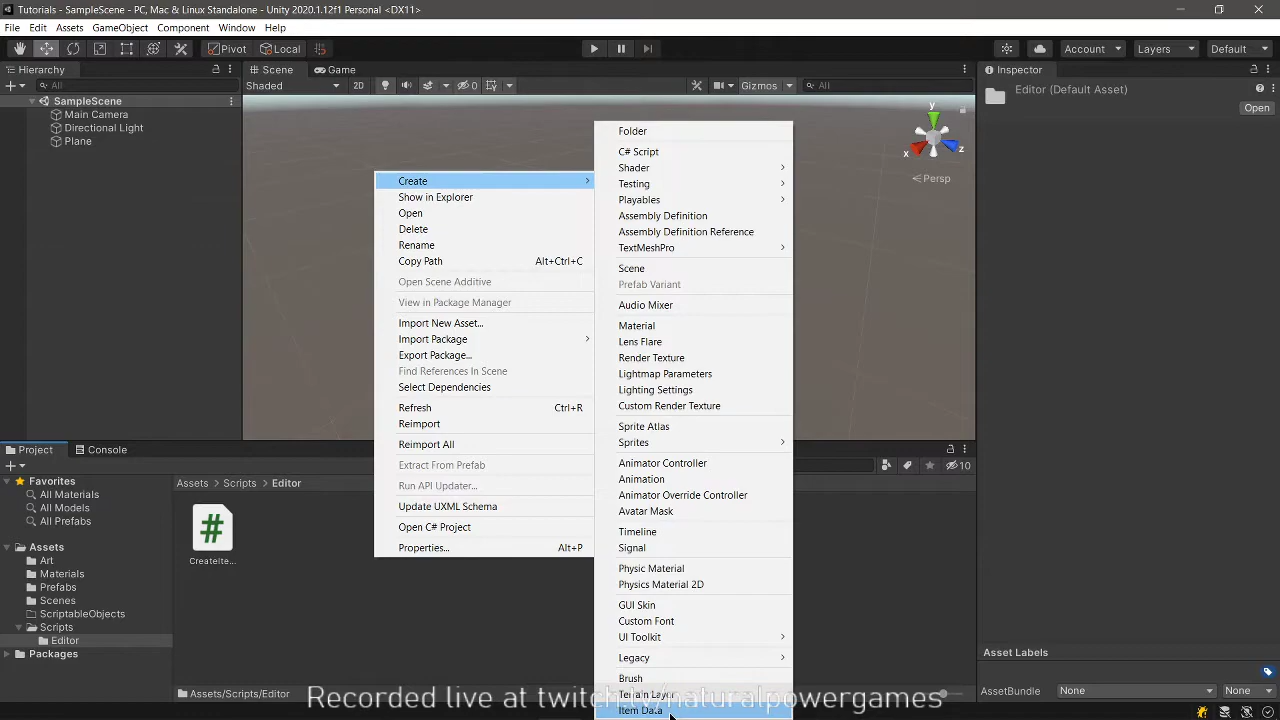 Tutorials - SampleScene - PC, Mac & Linux Standalone - Unity 2020.1.12f1 Personal <DX11>
File Edit Assets GameObject Component Window Help
Pivot Local Account Layers Default
Hierarchy
All
SampleScene
Main Camera
Directional Light
Plane
Scene Game
Shaded 2D 0 Gizmos All
y
x
z
Persp
Inspector
Editor (Default Asset)
Open
Create
Show in Explorer
Open
Delete
Rename
Copy Path Alt+Ctrl+C
Open Scene Additive
View in Package Manager
Import New Asset...
Import Package
Export Package...
Find References In Scene
Select Dependencies
Refresh Ctrl+R
Reimport
Reimport All
Extract From Prefab
Run API Updater...
Update UXML Schema
Open C# Project
Properties... Alt+P
Folder
C# Script
Shader
Testing
Playables
Assembly Definition
Assembly Definition Reference
TextMeshPro
Scene
Prefab Variant
Audio Mixer
Material
Lens Flare
Render Texture
Lightmap Parameters
Lighting Settings
Custom Render Texture
Sprite Atlas
Sprites
Animator Controller
Animation
Animator Override Controller
Avatar Mask
Timeline
Signal
Physic Material
Physics Material 2D
GUI Skin
Custom Font
UI Toolkit
Legacy
Brush
Terrain Layer
Item Data
Project Console
10
Favorites
All Materials
All Models
All Prefabs
Assets
Art
Materials
Prefabs
Scenes
ScriptableObjects
Scripts
Editor
Packages
Assets > Scripts > Editor
#
CreateIte...
Assets/Scripts/Editor
Asset Labels
AssetBundle None None
Recorded live at twitch.tv/naturalpowergames